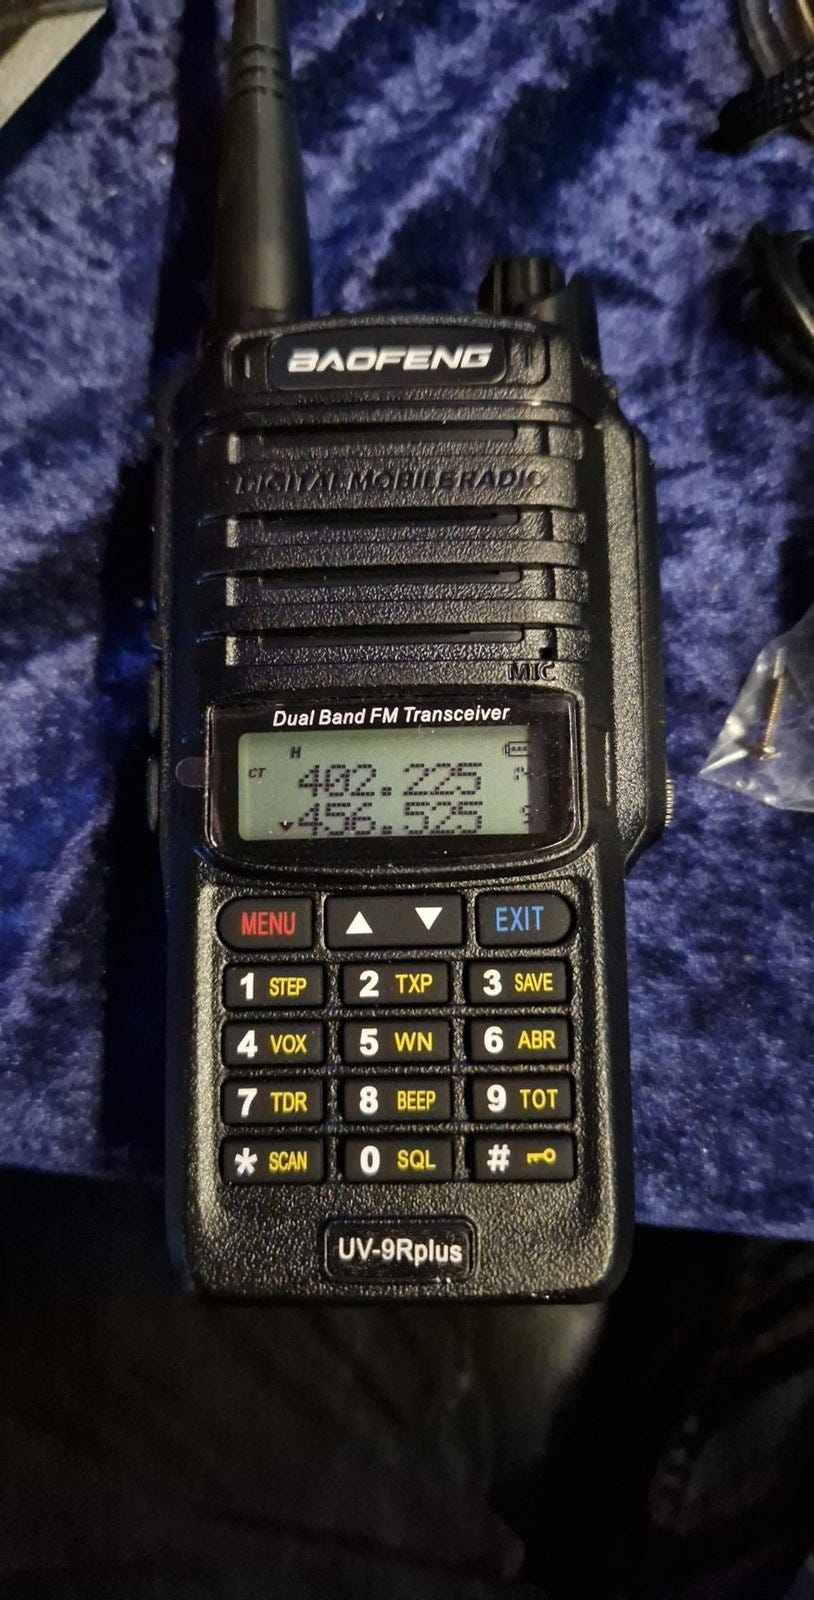 BAOFENG
DIGITAL MOBILE RADIO
MIC
Dual Band FM Transceiver
H
CT 402.225
456.525
MENU ▲ ▼ EXIT
1 STEP 2 TXP 3 SAVE
4 VOX 5 WN 6 ABR
7 TDR 8 BEEP 9 TOT
* SCAN 0 SQL #
UV-9Rplus